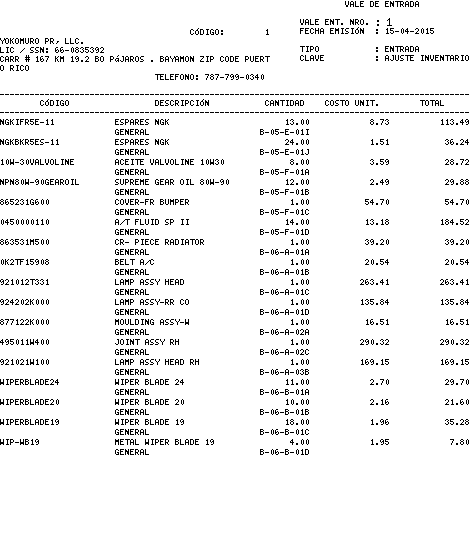 VALE DE ENTRADA
VALE ENT. NRO. : 1
CÓDIGO: 1 FECHA EMISIÓN : 15-04-2015
YOKOMURO PR, LLC.
LIC / SSN: 66-0835392 TIPO : ENTRADA
CARR # 167 KM 19.2 BO PÁJAROS . BAYAMON ZIP CODE PUERT CLAVE : AJUSTE INVENTARIO
O RICO
TELEFONO: 787-799-0340
CÓDIGO DESCRIPCIÓN CANTIDAD COSTO UNIT. TOTAL
NGKIFR5E-11 ESPARES NGK 13.00 8.73 113.49
GENERAL B-05-E-01I
NGKBKR5ES-11 ESPARES NGK 24.00 1.51 36.24
GENERAL B-05-E-01J
10W-30VALVOLINE ACEITE VALVOLINE 10W30 8.00 3.59 28.72
GENERAL B-05-F-01A
NPN80W-90GEAROIL SUPREME GEAR OIL 80W-90 12.00 2.49 29.88
GENERAL B-05-F-01B
865231G600 COVER-FR BUMPER 1.00 54.70 54.70
GENERAL B-05-F-01C
0450000110 A/T FLUID SP II 14.00 13.18 184.52
GENERAL B-05-F-01D
863531M500 CR- PIECE RADIATOR 1.00 39.20 39.20
GENERAL B-06-A-01A
0K2TF15908 BELT A/C 1.00 20.54 20.54
GENERAL B-06-A-01B
921012T331 LAMP ASSY HEAD 1.00 263.41 263.41
GENERAL B-06-A-01C
924202K000 LAMP ASSY-RR CO 1.00 135.84 135.84
GENERAL B-06-A-01D
877122K000 MOULDING ASSY-W 1.00 16.51 16.51
GENERAL B-06-A-02A
495011W400 JOINT ASSY RH 1.00 290.32 290.32
GENERAL B-06-A-02C
921021W100 LAMP ASSY HEAD RH 1.00 169.15 169.15
GENERAL B-06-A-03B
WIPERBLADE24 WIPER BLADE 24 11.00 2.70 29.70
GENERAL B-06-B-01A
WIPERBLADE20 WIPER BLADE 20 10.00 2.16 21.60
GENERAL B-06-B-01B
WIPERBLADE19 WIPER BLADE 19 18.00 1.96 35.28
GENERAL B-06-B-01C
WIP-WB19 METAL WIPER BLADE 19 4.00 1.95 7.80
GENERAL B-06-B-01D